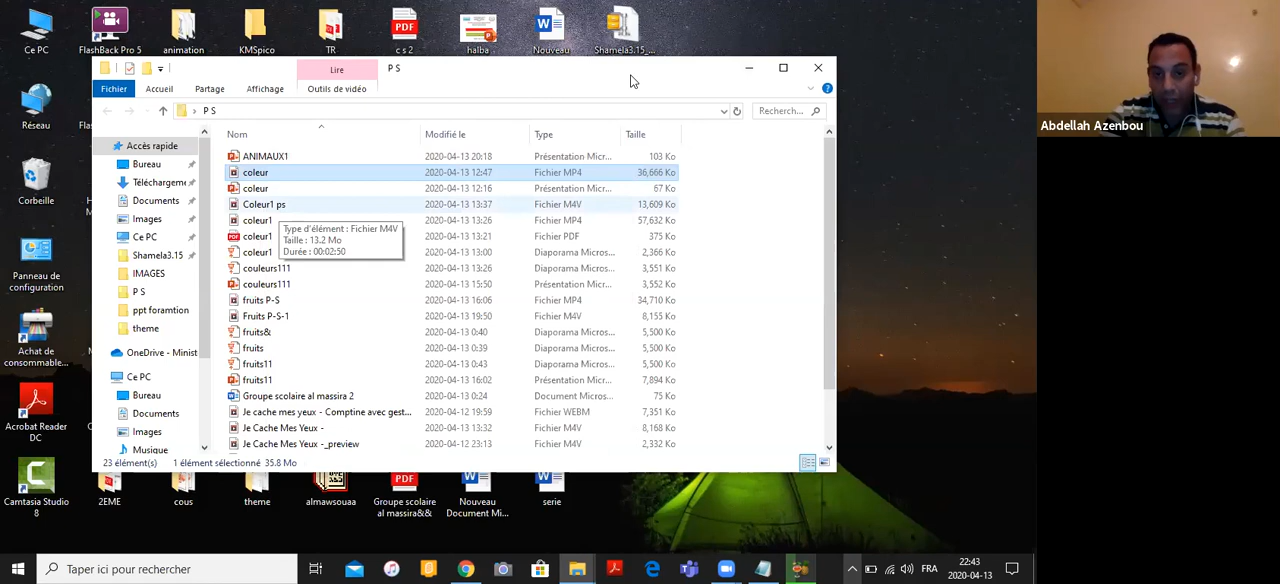 Ce PC
FlashBack Pro 5
animation
KMSpico
TR
c s 2
halba
Nouveau
Shamela3.15_...
Réseau
Corbeille
Panneau de
configuration
Achat de
consommable...
Acrobat Reader
DC
Camtasia Studio
8
Lire
P S
Fichier
Accueil
Partage
Affichage
Outils de vidéo
P S
Recherch...
Nom
Modifié le
Type
Taille
Accès rapide
Bureau
Téléchargem
Documents
Images
Ce PC
Shamela3.15
IMAGES
P S
ppt foramtion
theme
OneDrive - Minist
Ce PC
Bureau
Documents
Images
Musique
ANIMAUX1 2020-04-13 20:18 Présentation Micr... 103 Ko
coleur 2020-04-13 12:47 Fichier MP4 36,666 Ko
coleur 2020-04-13 12:16 Présentation Micr... 67 Ko
Coleur1 ps 2020-04-13 13:37 Fichier M4V 13,609 Ko
coleur1 2020-04-13 13:26 Fichier MP4 57,632 Ko
coleur1 2020-04-13 13:21 Fichier PDF 375 Ko
coleur1 2020-04-13 13:00 Diaporama Micros... 2,366 Ko
couleurs111 2020-04-13 13:26 Diaporama Micros... 3,551 Ko
couleurs111 2020-04-13 15:50 Présentation Micr... 3,552 Ko
fruits P-S 2020-04-13 16:06 Fichier MP4 34,710 Ko
Fruits P-S-1 2020-04-13 19:50 Fichier M4V 8,155 Ko
fruits& 2020-04-13 0:40 Diaporama Micros... 5,500 Ko
fruits 2020-04-13 0:39 Diaporama Micros... 5,500 Ko
fruits11 2020-04-13 0:43 Diaporama Micros... 5,500 Ko
fruits11 2020-04-13 16:02 Présentation Micr... 7,894 Ko
Groupe scolaire al massira 2 2020-04-13 0:24 Document Micros... 75 Ko
Je cache mes yeux - Comptine avec gest... 2020-04-12 19:59 Fichier WEBM 7,351 Ko
Je Cache Mes Yeux - 2020-04-13 13:32 Fichier M4V 8,168 Ko
Je Cache Mes Yeux -_preview 2020-04-12 23:13 Fichier M4V 2,332 Ko
Type d'élément : Fichier M4V
Taille : 13.2 Mo
Durée : 00:02:50
23 élément(s) 1 élément sélectionné 35.8 Mo
2EME
cous
theme
almawsouaa
Groupe scolaire
al massira&&
Nouveau
Document Mi...
serie
Taper ici pour rechercher
FRA
22:43
2020-04-13
Abdellah Azenbou